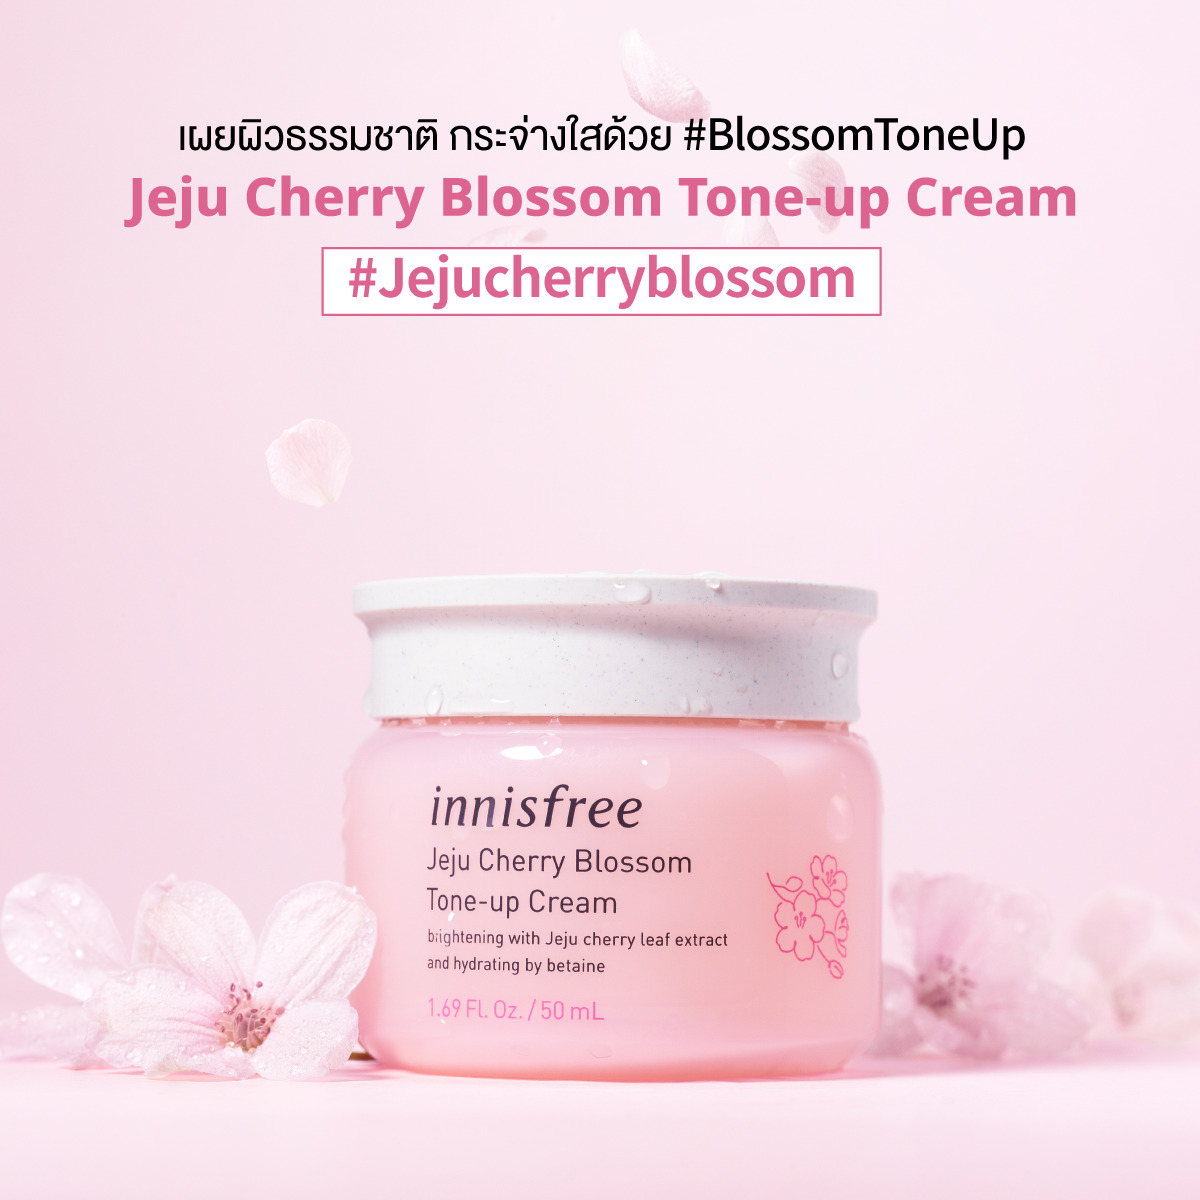 เผยผิวธรรมชาติ กระจ่างใสด้วย #BlossomToneUp
Jeju Cherry Blossom Tone-up Cream
#Jejucherryblossom
innisfree
Jeju Cherry Blossom
Tone-up Cream
brightening with Jeju cherry leaf extract
and hydrating by betaine
1.69 Fl. Oz. / 50 mL